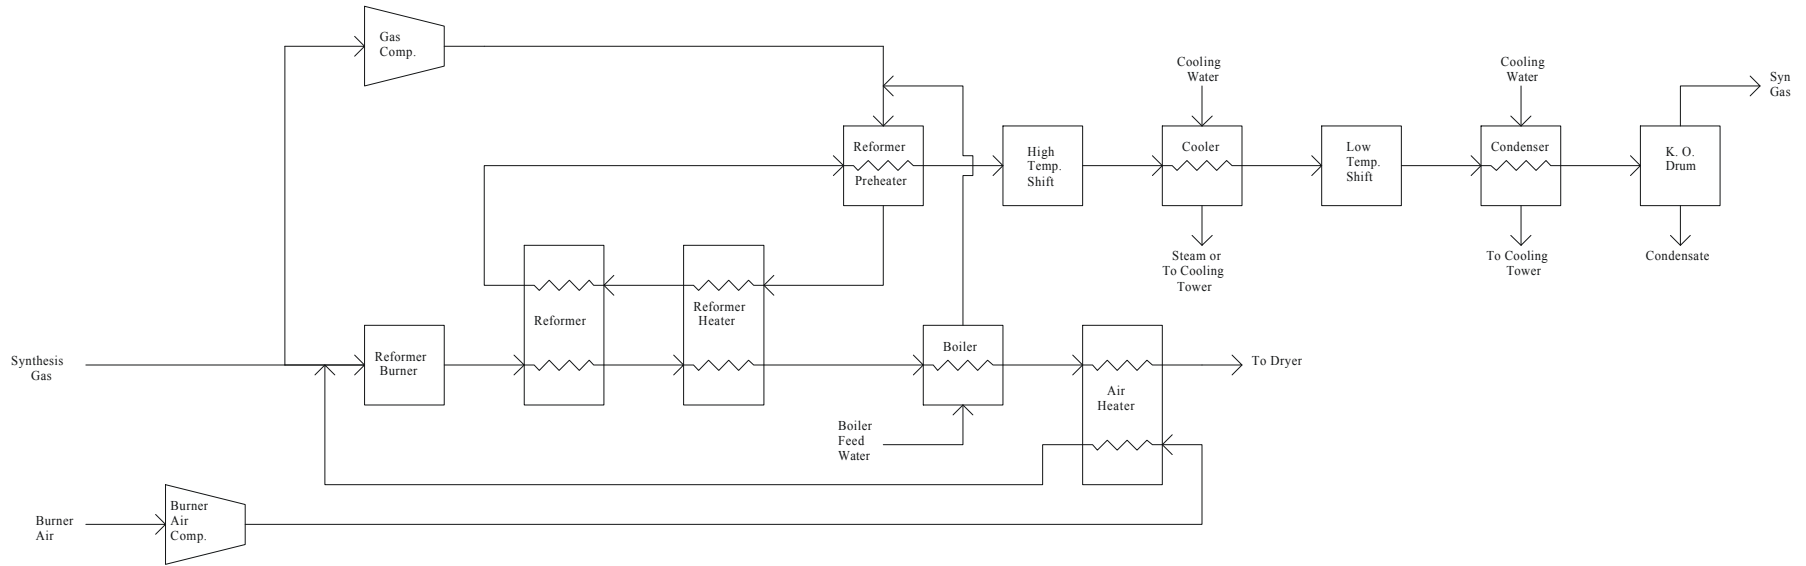 Gas
Comp.
Cooling
Water
Cooling
Water
Syn
Gas
Reformer
Preheater
High
Temp.
Shift
Cooler
Low
Temp.
Shift
Condenser
K. O.
Drum
Steam or
To Cooling
Tower
To Cooling
Tower
Condensate
Reformer
Reformer
Heater
Synthesis
Gas
Reformer
Burner
Boiler
To Dryer
Air
Heater
Boiler
Feed
Water
Burner
Air
Burner
Air
Comp.